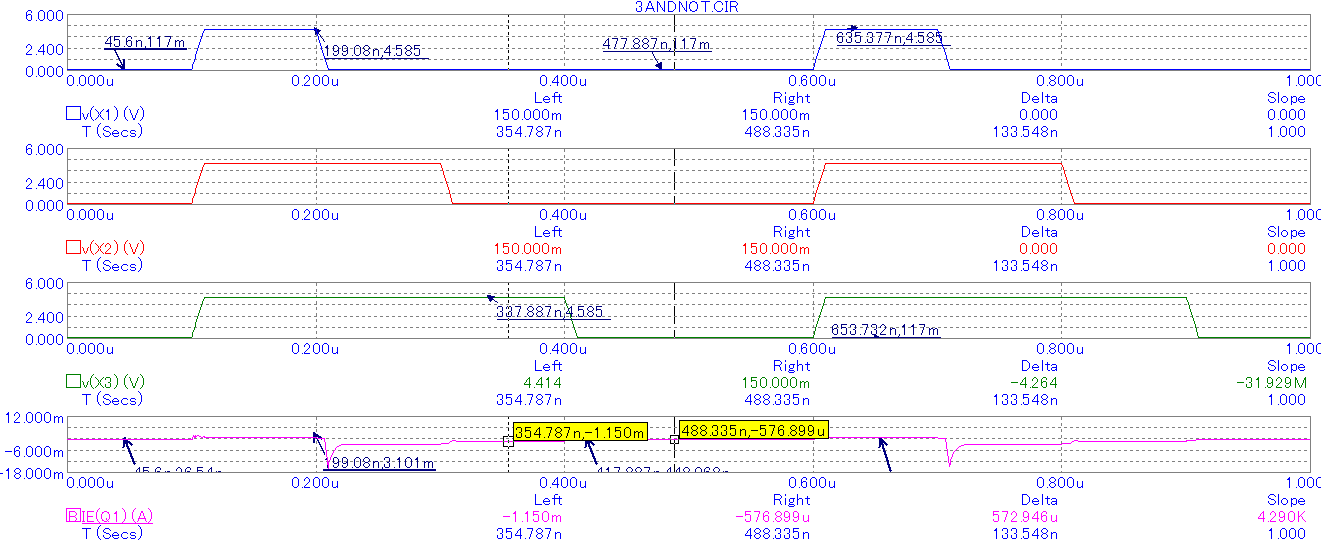 3ANDNOT.CIR
6.000
45.6n,117m
199.08n,4.585
477.887n,117m
635.377n,4.585
2.400
0.000
0.000u 0.200u 0.400u 0.600u 0.800u 1.000
Left Right Delta Slope
v(X1)(V) 150.000m 150.000m 0.000 0.000
T (Secs) 354.787n 488.335n 133.548n 1.000
6.000
2.400
0.000
0.000u 0.200u 0.400u 0.600u 0.800u 1.000
Left Right Delta Slope
v(X2)(V) 150.000m 150.000m 0.000 0.000
T (Secs) 354.787n 488.335n 133.548n 1.000
6.000
337.887n,4.585
2.400
653.732n,117m
0.000
0.000u 0.200u 0.400u 0.600u 0.800u 1.000
Left Right Delta Slope
v(X3)(V) 4.414 150.000m -4.264 -31.929M
T (Secs) 354.787n 488.335n 133.548n 1.000
12.000m
354.787n,-1.150m
488.335n,-576.899u
-6.000m
199.08n,3.101m
-18.000m
0.000u 0.200u 0.400u 0.600u 0.800u 1.000
Left Right Delta Slope
IE(Q1)(A) -1.150m -576.899u 572.946u 4.290K
T (Secs) 354.787n 488.335n 133.548n 1.000